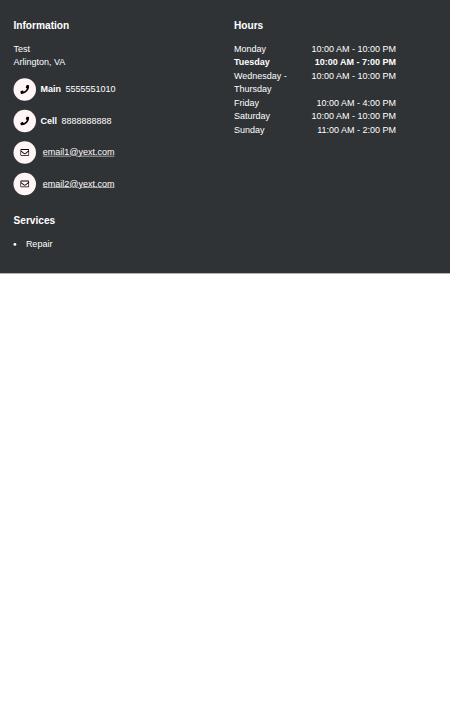 Information
Test
Arlington, VA
Main 5555551010
Cell 8888888888
email1@yext.com
email2@yext.com
Services
• Repair
Hours
Monday 10:00 AM - 10:00 PM
Tuesday 10:00 AM - 7:00 PM
Wednesday - 10:00 AM - 10:00 PM
Thursday
Friday 10:00 AM - 4:00 PM
Saturday 10:00 AM - 10:00 PM
Sunday 11:00 AM - 2:00 PM